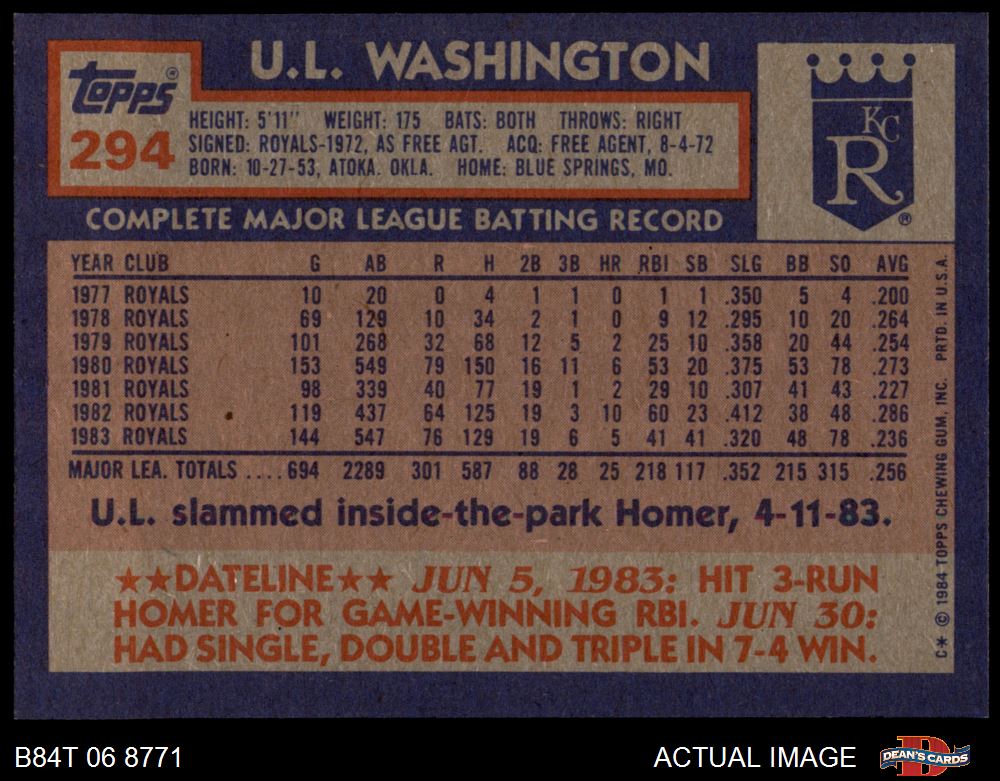 U.L. WASHINGTON
TOPPS®
294
HEIGHT: 5'11" WEIGHT: 175 BATS: BOTH THROWS: RIGHT
SIGNED: ROYALS-1972, AS FREE AGT. ACQ: FREE AGENT, 8-4-72
BORN: 10-27-53, ATOKA. OKLA. HOME: BLUE SPRINGS, MO.
KC
R
®
COMPLETE MAJOR LEAGUE BATTING RECORD
YEAR CLUB G AB R H 2B 3B HR RBI SB SLG BB SO AVG
1977 ROYALS 10 20 0 4 1 1 0 1 1 .350 5 4 .200
1978 ROYALS 69 129 10 34 2 1 0 9 12 .295 10 20 .264
1979 ROYALS 101 268 32 68 12 5 2 25 10 .358 20 44 .254
1980 ROYALS 153 549 79 150 16 11 6 53 20 .375 53 78 .273
1981 ROYALS 98 339 40 77 19 1 2 29 10 .307 41 43 .227
1982 ROYALS 119 437 64 125 19 3 10 60 23 .412 38 48 .286
1983 ROYALS 144 547 76 129 19 6 5 41 41 .320 48 78 .236
MAJOR LEA. TOTALS ....694 2289 301 587 88 28 25 218 117 .352 215 315 .256
U.L. slammed inside-the-park Homer, 4-11-83.
★★DATELINE★★ JUN 5, 1983: HIT 3-RUN
HOMER FOR GAME-WINNING RBI. JUN 30:
HAD SINGLE, DOUBLE AND TRIPLE IN 7-4 WIN.
C* © 1984 TOPPS CHEWING GUM, INC. PRTD. IN U.S.A.
B84T 06 8771
ACTUAL IMAGE
DEAN'S CARDS